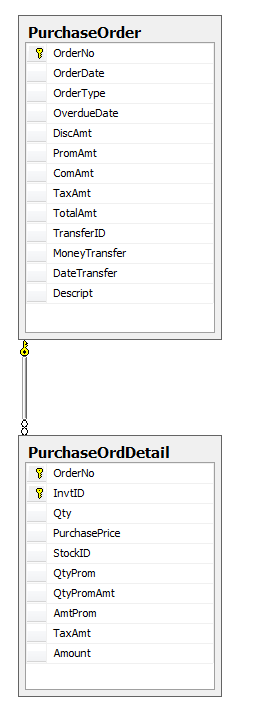 PurchaseOrder
OrderNo
OrderDate
OrderType
OverdueDate
DiscAmt
PromAmt
ComAmt
TaxAmt
TotalAmt
TransferID
MoneyTransfer
DateTransfer
Descript
PurchaseOrdDetail
OrderNo
InvtID
Qty
PurchasePrice
StockID
QtyProm
QtyPromAmt
AmtProm
TaxAmt
Amount